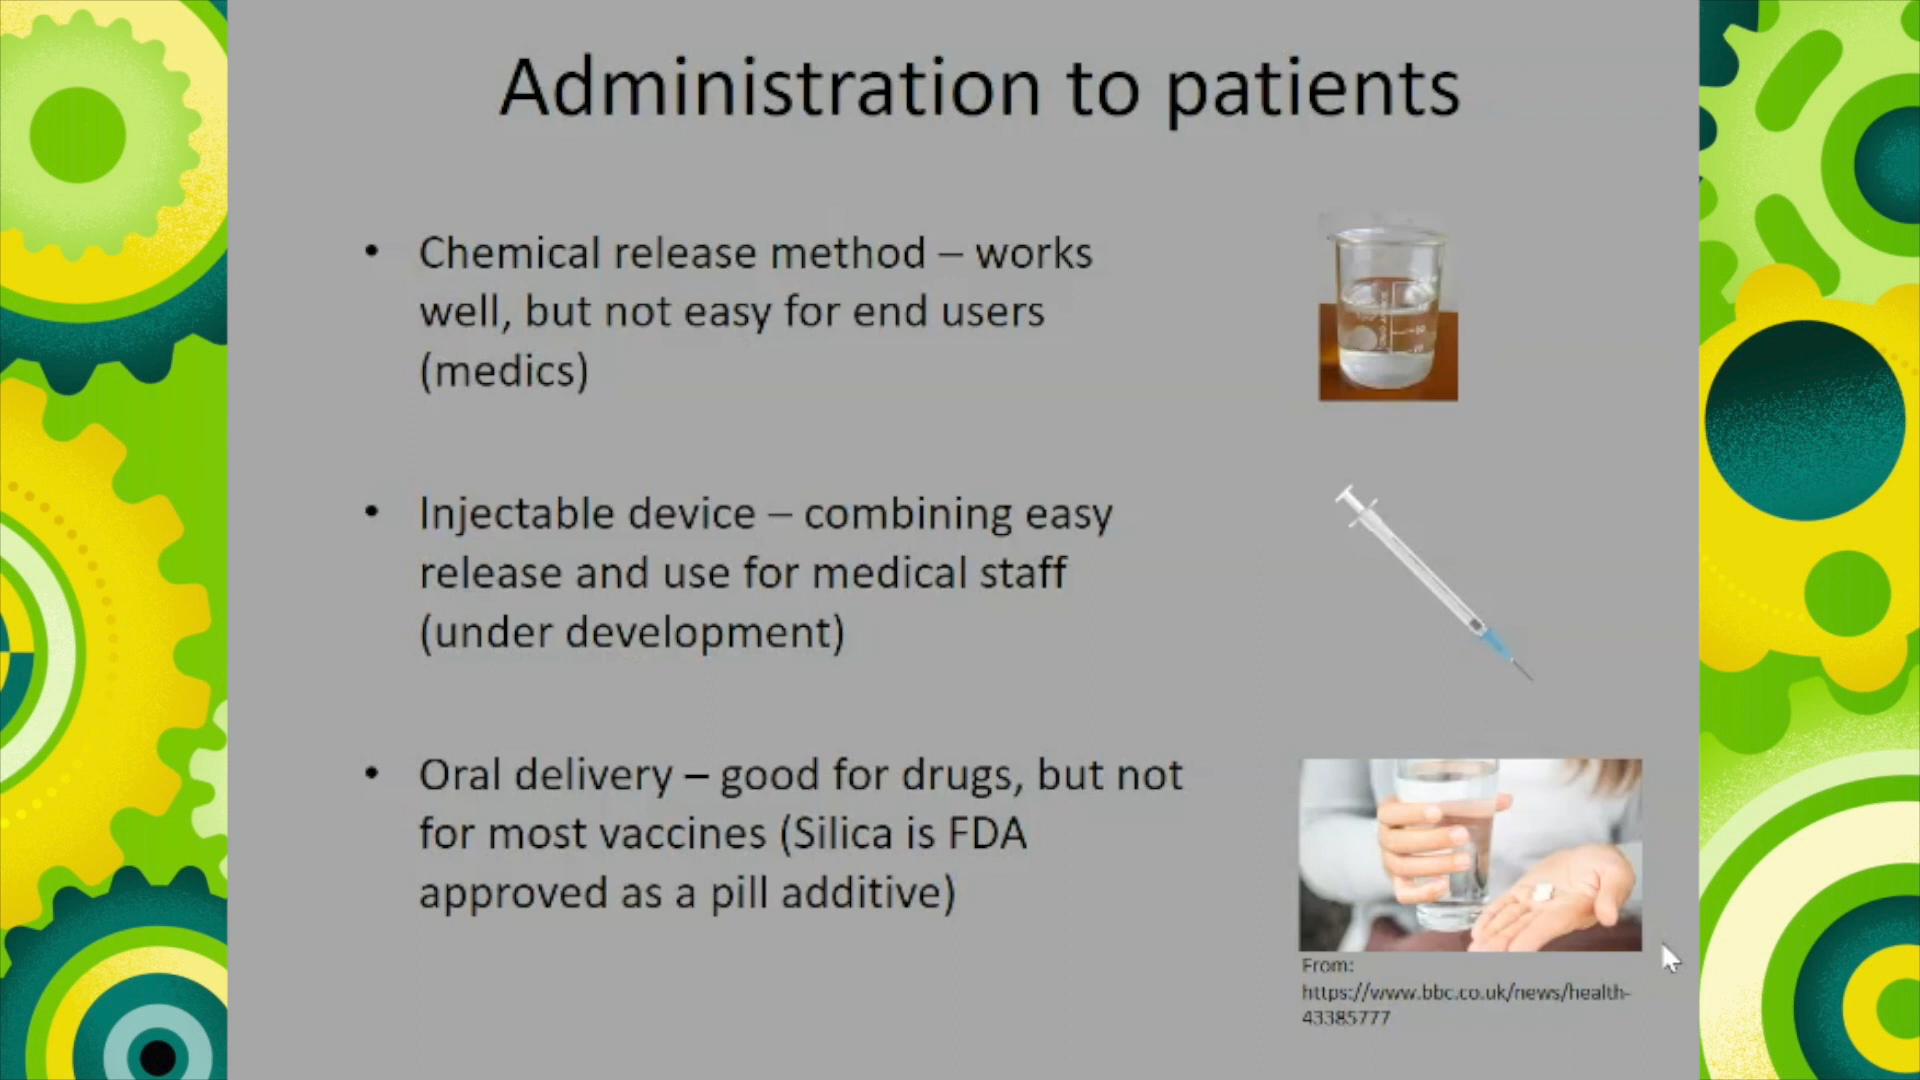 Administration to patients
• Chemical release method – works
well, but not easy for end users
(medics)
• Injectable device – combining easy
release and use for medical staff
(under development)
• Oral delivery – good for drugs, but not
for most vaccines (Silica is FDA
approved as a pill additive)
From:
https://www.bbc.co.uk/news/health-
43385777